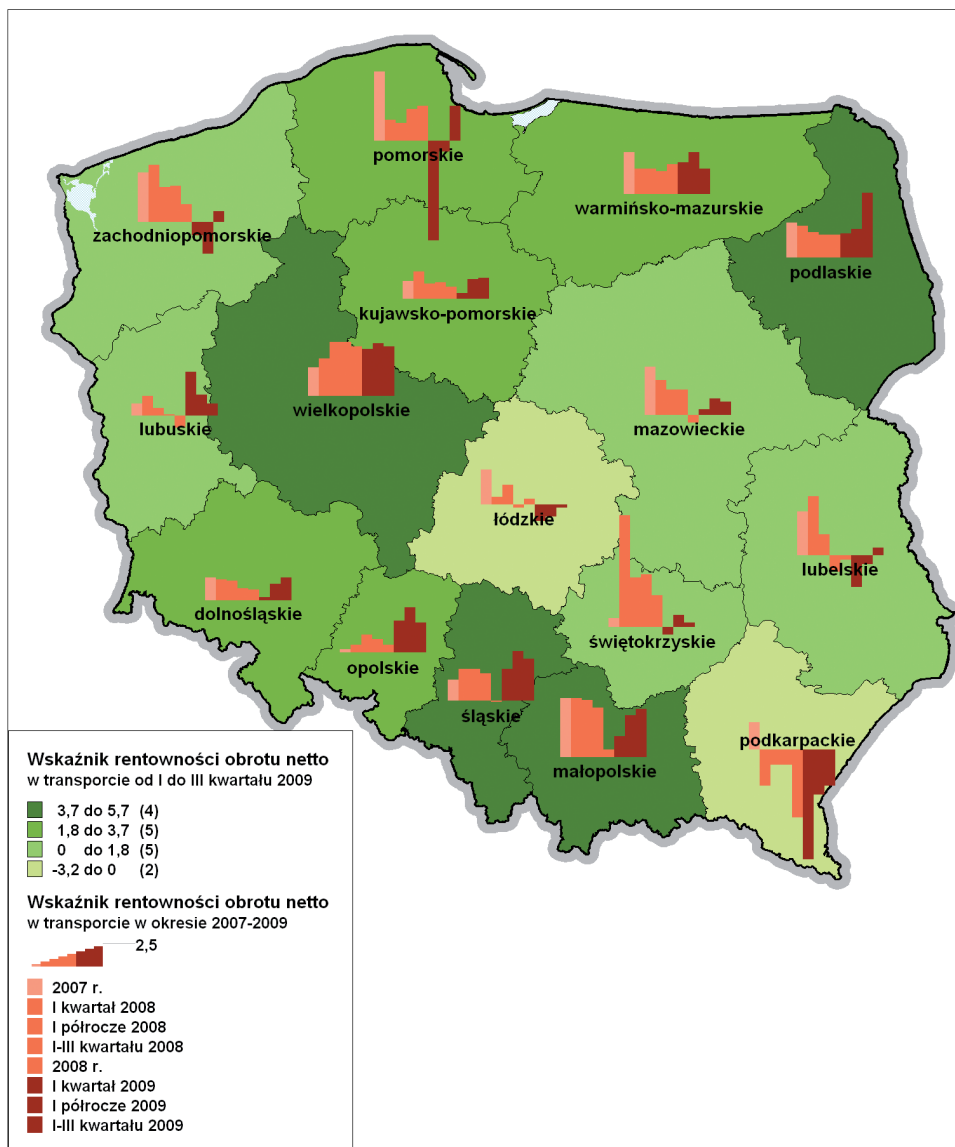 pomorskie
warmińsko-mazurskie
zachodniopomorskie
podlaskie
kujawsko-pomorskie
wielkopolskie
lubuskie
mazowieckie
łódzkie
lubelskie
dolnośląskie
świętokrzyskie
opolskie
śląskie
małopolskie
podkarpackie
Wskaźnik rentowności obrotu netto
w transporcie od I do III kwartału 2009
3,7 do 5,7 (4)
1,8 do 3,7 (5)
0 do 1,8 (5)
-3,2 do 0 (2)
Wskaźnik rentowności obrotu netto
w transporcie w okresie 2007-2009
2,5
2007 r.
I kwartał 2008
I półrocze 2008
I-III kwartału 2008
2008 r.
I kwartał 2009
I półrocze 2009
I-III kwartału 2009